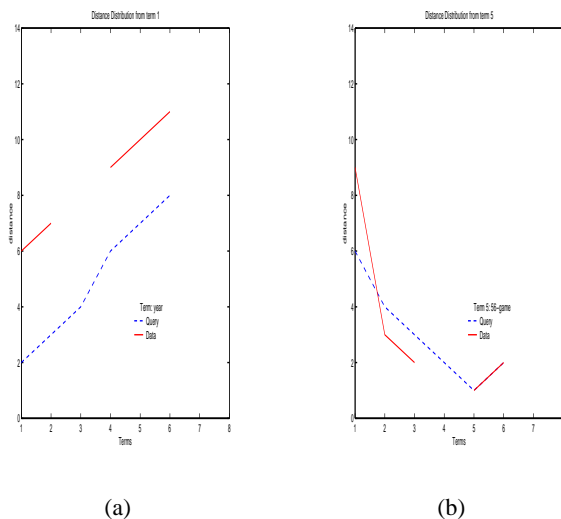 Distance Distribution from term 1
14
12
10
8
6
4
2
0
distance
Term: year
Query
Data
1 2 3 4 5 6 7 8
Terms
(a)
Distance Distribution from term 5
14
12
10
8
6
4
2
0
distance
Term 5: 56-game
Query
Data
1 2 3 4 5 6 7
Terms
(b)